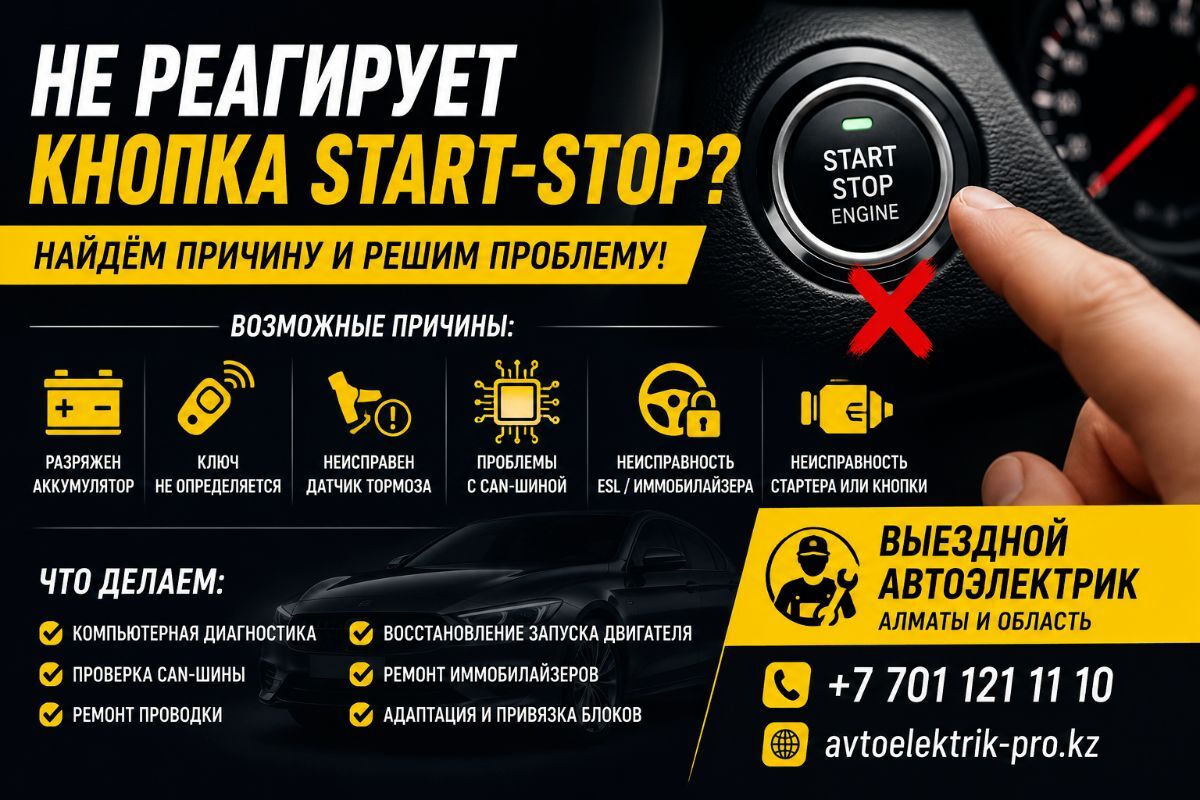 НЕ РЕАГИРУЕТ
КНОПКА START-STOP?
НАЙДЁМ ПРИЧИНУ И РЕШИМ ПРОБЛЕМУ!
START
STOP
ENGINE
ВОЗМОЖНЫЕ ПРИЧИНЫ:
РАЗРЯЖЕН
АККУМУЛЯТОР
КЛЮЧ
НЕ ОПРЕДЕЛЯЕТСЯ
НЕИСПРАВЕН
ДАТЧИК ТОРМОЗА
ПРОБЛЕМЫ
С CAN-ШИНОЙ
НЕИСПРАВНОСТЬ
ESL / ИММОБИЛАЙЗЕРА
НЕИСПРАВНОСТЬ
СТАРТЕРА ИЛИ КНОПКИ
ЧТО ДЕЛАЕМ:
КОМПЬЮТЕРНАЯ ДИАГНОСТИКА
ПРОВЕРКА CAN-ШИНЫ
РЕМОНТ ПРОВОДКИ
ВОССТАНОВЛЕНИЕ ЗАПУСКА ДВИГАТЕЛЯ
РЕМОНТ ИММОБИЛАЙЗЕРОВ
АДАПТАЦИЯ И ПРИВЯЗКА БЛОКОВ
ВЫЕЗДНОЙ
АВТОЭЛЕКТРИК
АЛМАТЫ И ОБЛАСТЬ
+7 701 121 11 10
avtoelektrik-pro.kz